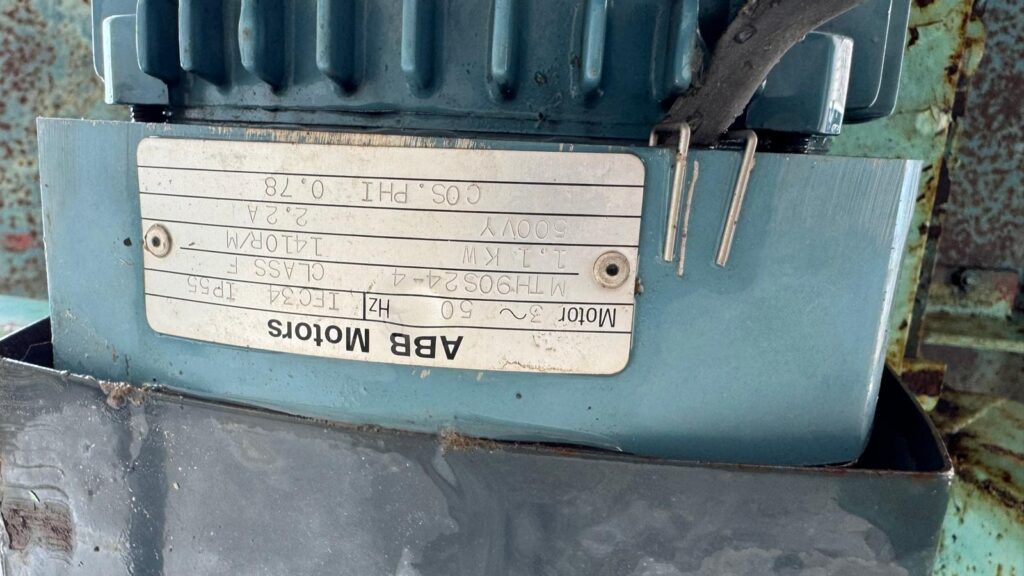 ABB Motors
Motor 3~ 50 Hz IEC34 IP55
MTH90S24-4 CLASS F
1.1 KW 1410R/M
500VY 2.2A
COS.PHI 0.78